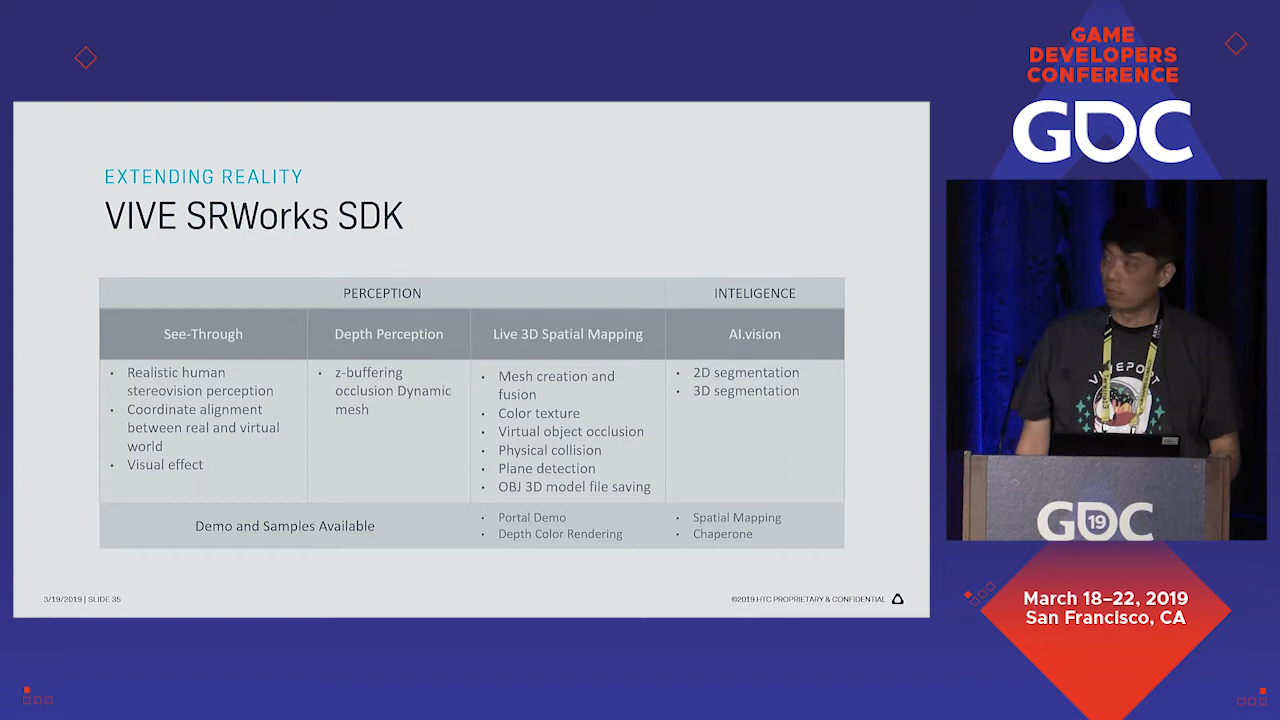 GAME
DEVELOPERS
CONFERENCE
GDC
EXTENDING REALITY
VIVE SRWorks SDK
PERCEPTION
INTELIGENCE
See-Through
Depth Perception
Live 3D Spatial Mapping
AI.vision
• Realistic human
stereovision perception
• Coordinate alignment
between real and virtual
world
• Visual effect
• z-buffering
occlusion Dynamic
mesh
• Mesh creation and
fusion
• Color texture
• Virtual object occlusion
• Physical collision
• Plane detection
• OBJ 3D model file saving
• 2D segmentation
• 3D segmentation
Demo and Samples Available
• Portal Demo
• Depth Color Rendering
• Spatial Mapping
• Chaperone
3/19/2019 | SLIDE 35
©2019 HTC PROPRIETARY & CONFIDENTIAL
VIVEPORT
GDC 19
March 18–22, 2019
San Francisco, CA